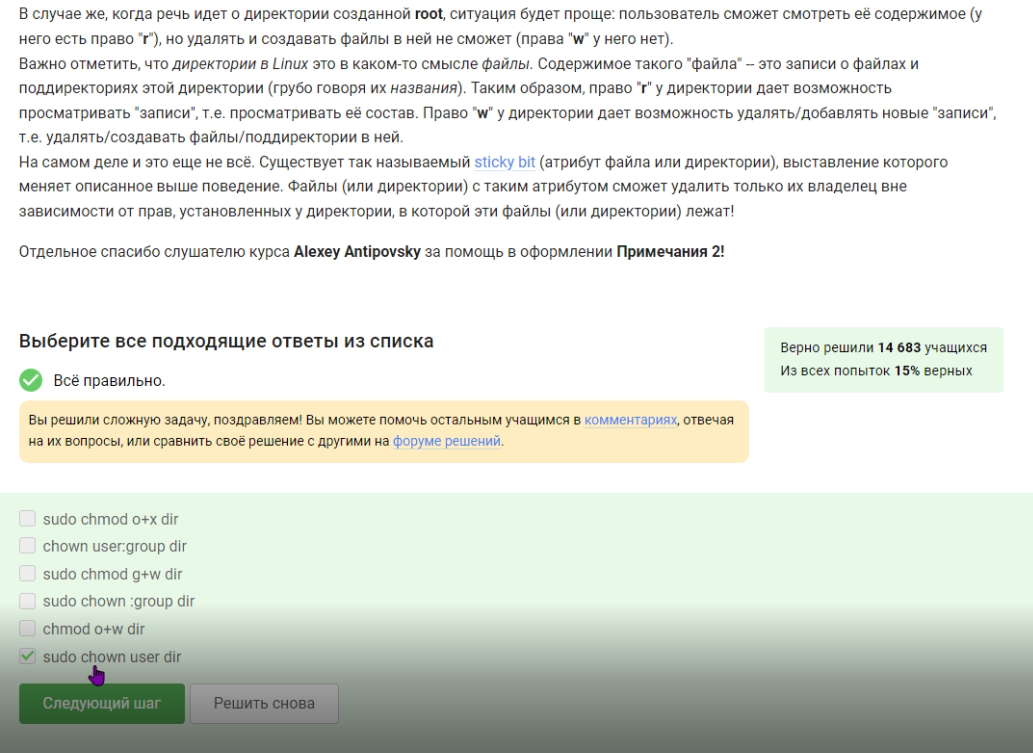 В случае же, когда речь идет о директории созданной root, ситуация будет проще: пользователь сможет смотреть её содержимое (у
него есть право "r"), но удалять и создавать файлы в ней не сможет (права "w" у него нет).
Важно отметить, что директории в Linux это в каком-то смысле файлы. Содержимое такого "файла" -- это записи о файлах и
поддиректориях этой директории (грубо говоря их названия). Таким образом, право "r" у директории дает возможность
просматривать "записи", т.е. просматривать её состав. Право "w" у директории дает возможность удалять/добавлять новые "записи",
т.е. удалять/создавать файлы/поддиректории в ней.
На самом деле и это еще не всё. Существует так называемый sticky bit (атрибут файла или директории), выставление которого
меняет описанное выше поведение. Файлы (или директории) с таким атрибутом сможет удалить только их владелец вне
зависимости от прав, установленных у директории, в которой эти файлы (или директории) лежат!
Отдельное спасибо слушателю курса Alexey Antipovsky за помощь в оформлении Примечания 2!
Выберите все подходящие ответы из списка
Верно решили 14 683 учащихся
Из всех попыток 15% верных
Всё правильно.
Вы решили сложную задачу, поздравляем! Вы можете помочь остальным учащимся в комментариях, отвечая
на их вопросы, или сравнить своё решение с другими на форуме решений.
sudo chmod o+x dir
chown user:group dir
sudo chmod g+w dir
sudo chown :group dir
chmod o+w dir
sudo chown user dir
Следующий шаг
Решить снова